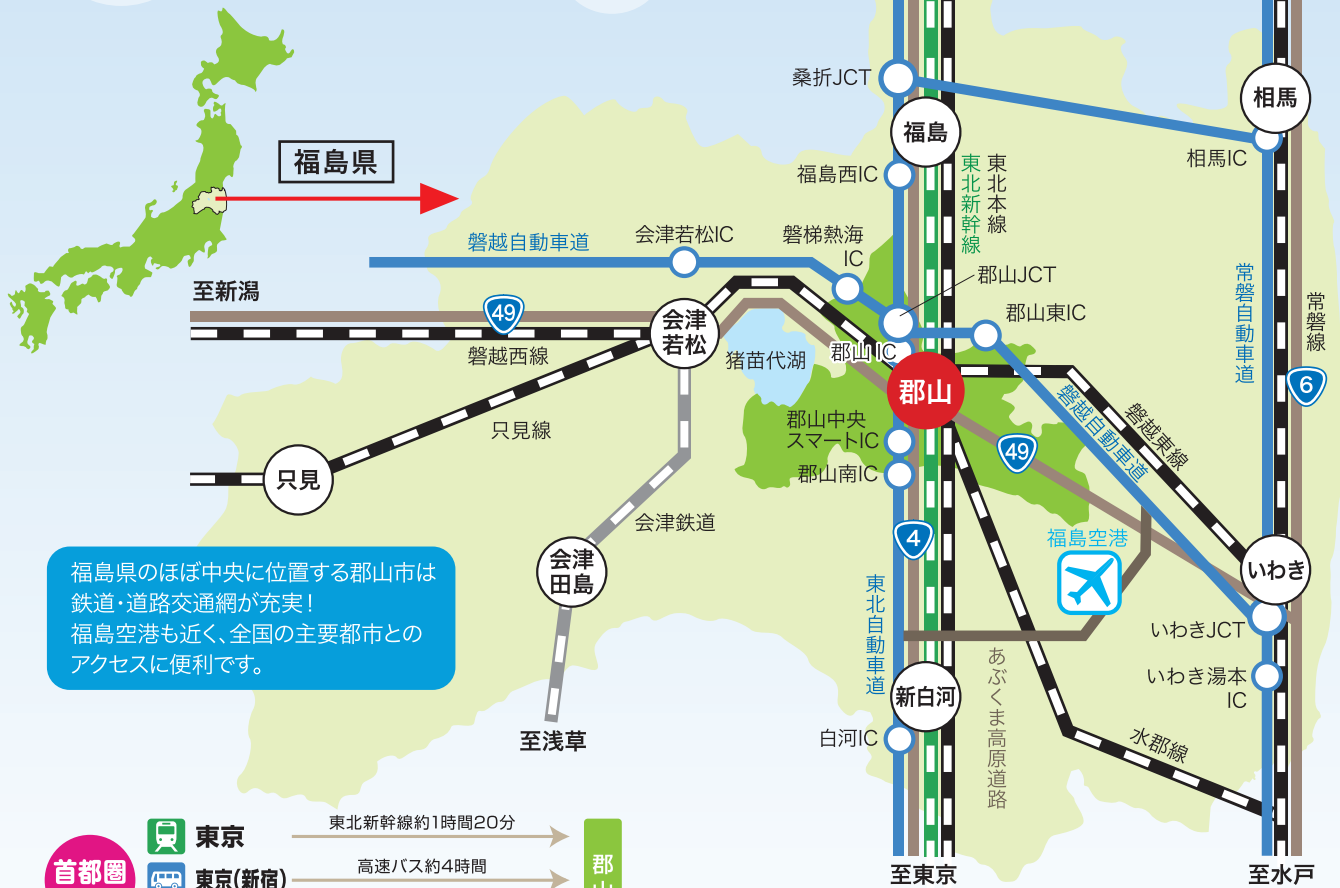 福島県
桑折JCT
福島
相馬
相馬IC
福島西IC
東北新幹線
東北本線
磐越自動車道
会津若松IC
磐梯熱海
IC
郡山JCT
郡山東IC
常磐自動車道
常磐線
至新潟
49
会津
若松
磐越西線
猪苗代湖
郡山IC
郡山
6
只見線
郡山中央
スマートIC
郡山南IC
49
磐越自動車道
磐越東線
只見
会津鉄道
4
福島空港
会津
田島
いわき
福島県のほぼ中央に位置する郡山市は
鉄道・道路交通網が充実!
福島空港も近く、全国の主要都市との
アクセスに便利です。
東北自動車道
いわきJCT
あぶくま高原道路
いわき湯本
IC
新白河
白河IC
水郡線
至浅草
首都圏
東京
東北新幹線約1時間20分
東京(新宿)
高速バス約4時間
郡山
至東京
至水戸